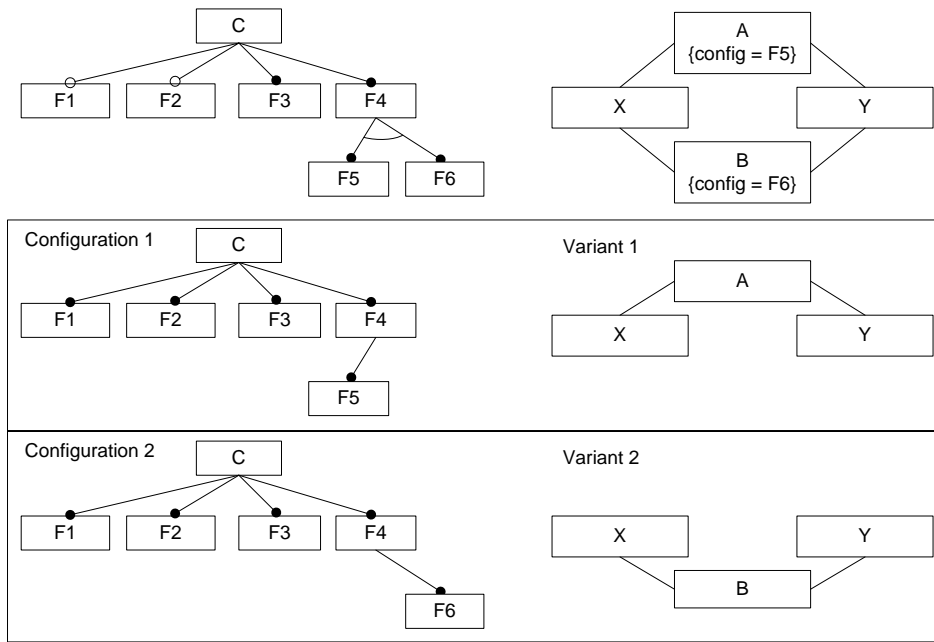 C
F1
F2
F3
F4
F5
F6
A
{config = F5}
X
Y
B
{config = F6}
Configuration 1
C
F1
F2
F3
F4
F5
Variant 1
A
X
Y
Configuration 2
C
F1
F2
F3
F4
F6
Variant 2
X
Y
B